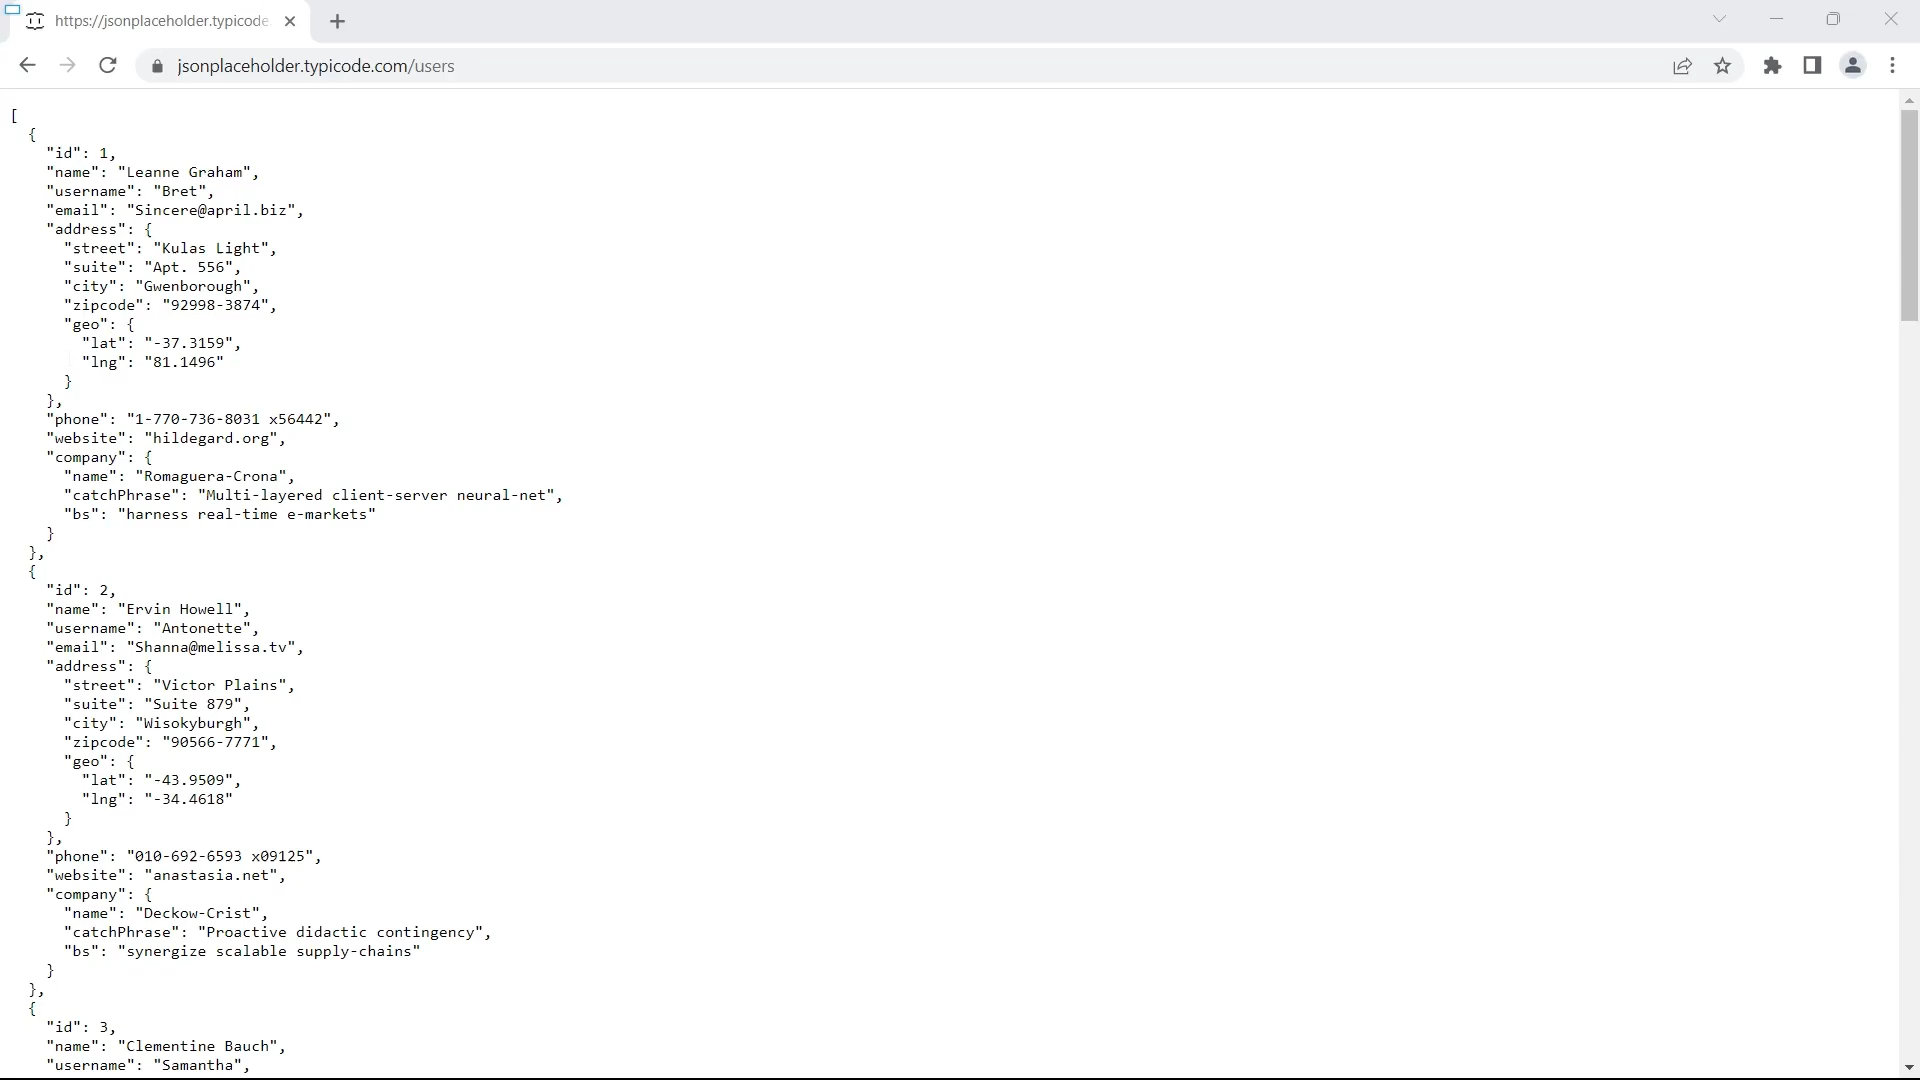 https://jsonplaceholder.typicode
jsonplaceholder.typicode.com/users
[
  {
    "id": 1,
    "name": "Leanne Graham",
    "username": "Bret",
    "email": "Sincere@april.biz",
    "address": {
      "street": "Kulas Light",
      "suite": "Apt. 556",
      "city": "Gwenborough",
      "zipcode": "92998-3874",
      "geo": {
        "lat": "-37.3159",
        "lng": "81.1496"
      }
    },
    "phone": "1-770-736-8031 x56442",
    "website": "hildegard.org",
    "company": {
      "name": "Romaguera-Crona",
      "catchPhrase": "Multi-layered client-server neural-net",
      "bs": "harness real-time e-markets"
    }
  },
  {
    "id": 2,
    "name": "Ervin Howell",
    "username": "Antonette",
    "email": "Shanna@melissa.tv",
    "address": {
      "street": "Victor Plains",
      "suite": "Suite 879",
      "city": "Wisokyburgh",
      "zipcode": "90566-7771",
      "geo": {
        "lat": "-43.9509",
        "lng": "-34.4618"
      }
    },
    "phone": "010-692-6593 x09125",
    "website": "anastasia.net",
    "company": {
      "name": "Deckow-Crist",
      "catchPhrase": "Proactive didactic contingency",
      "bs": "synergize scalable supply-chains"
    }
  },
  {
    "id": 3,
    "name": "Clementine Bauch",
    "username": "Samantha",